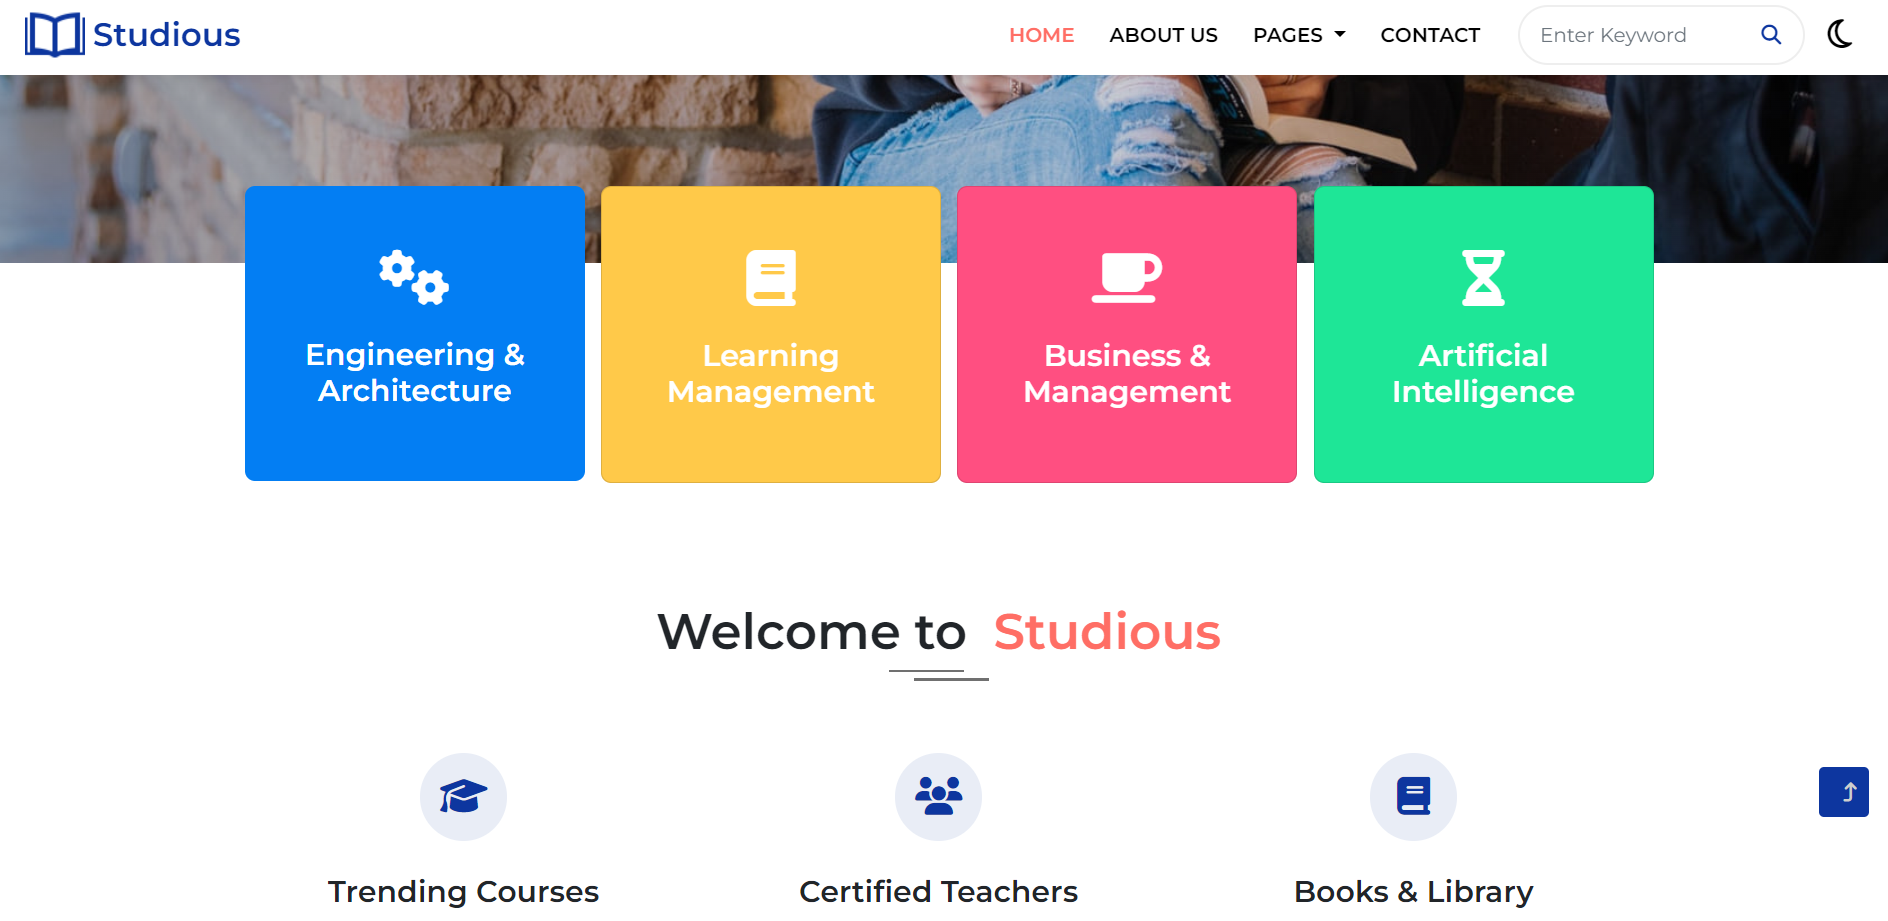 Studious
HOME
ABOUT US
PAGES
CONTACT
Enter Keyword
Engineering &
Architecture
Learning
Management
Business &
Management
Artificial
Intelligence
Welcome to Studious
Trending Courses
Certified Teachers
Books & Library